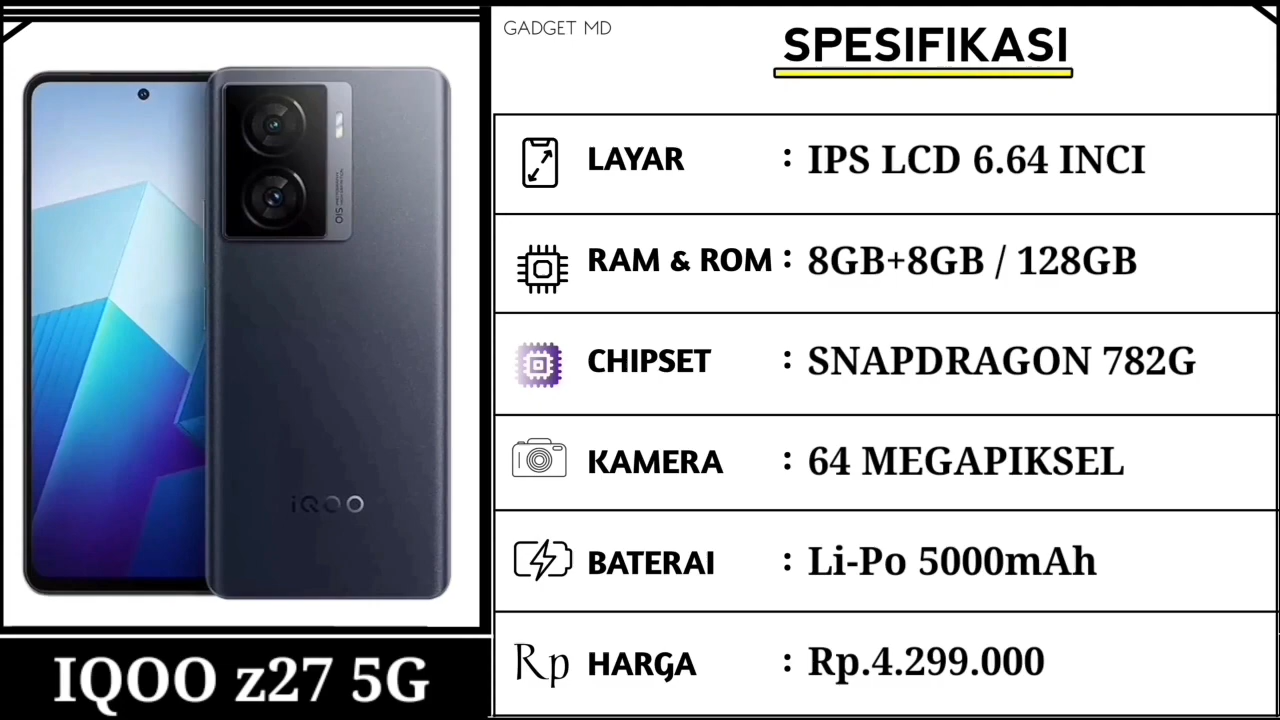 GADGET MD
SPESIFIKASI
LAYAR : IPS LCD 6.64 INCI
RAM & ROM : 8GB+8GB / 128GB
CHIPSET : SNAPDRAGON 782G
KAMERA : 64 MEGAPIKSEL
BATERAI : Li-Po 5000mAh
Rp HARGA : Rp.4.299.000
OIS
iQOO
IQOO z27 5G